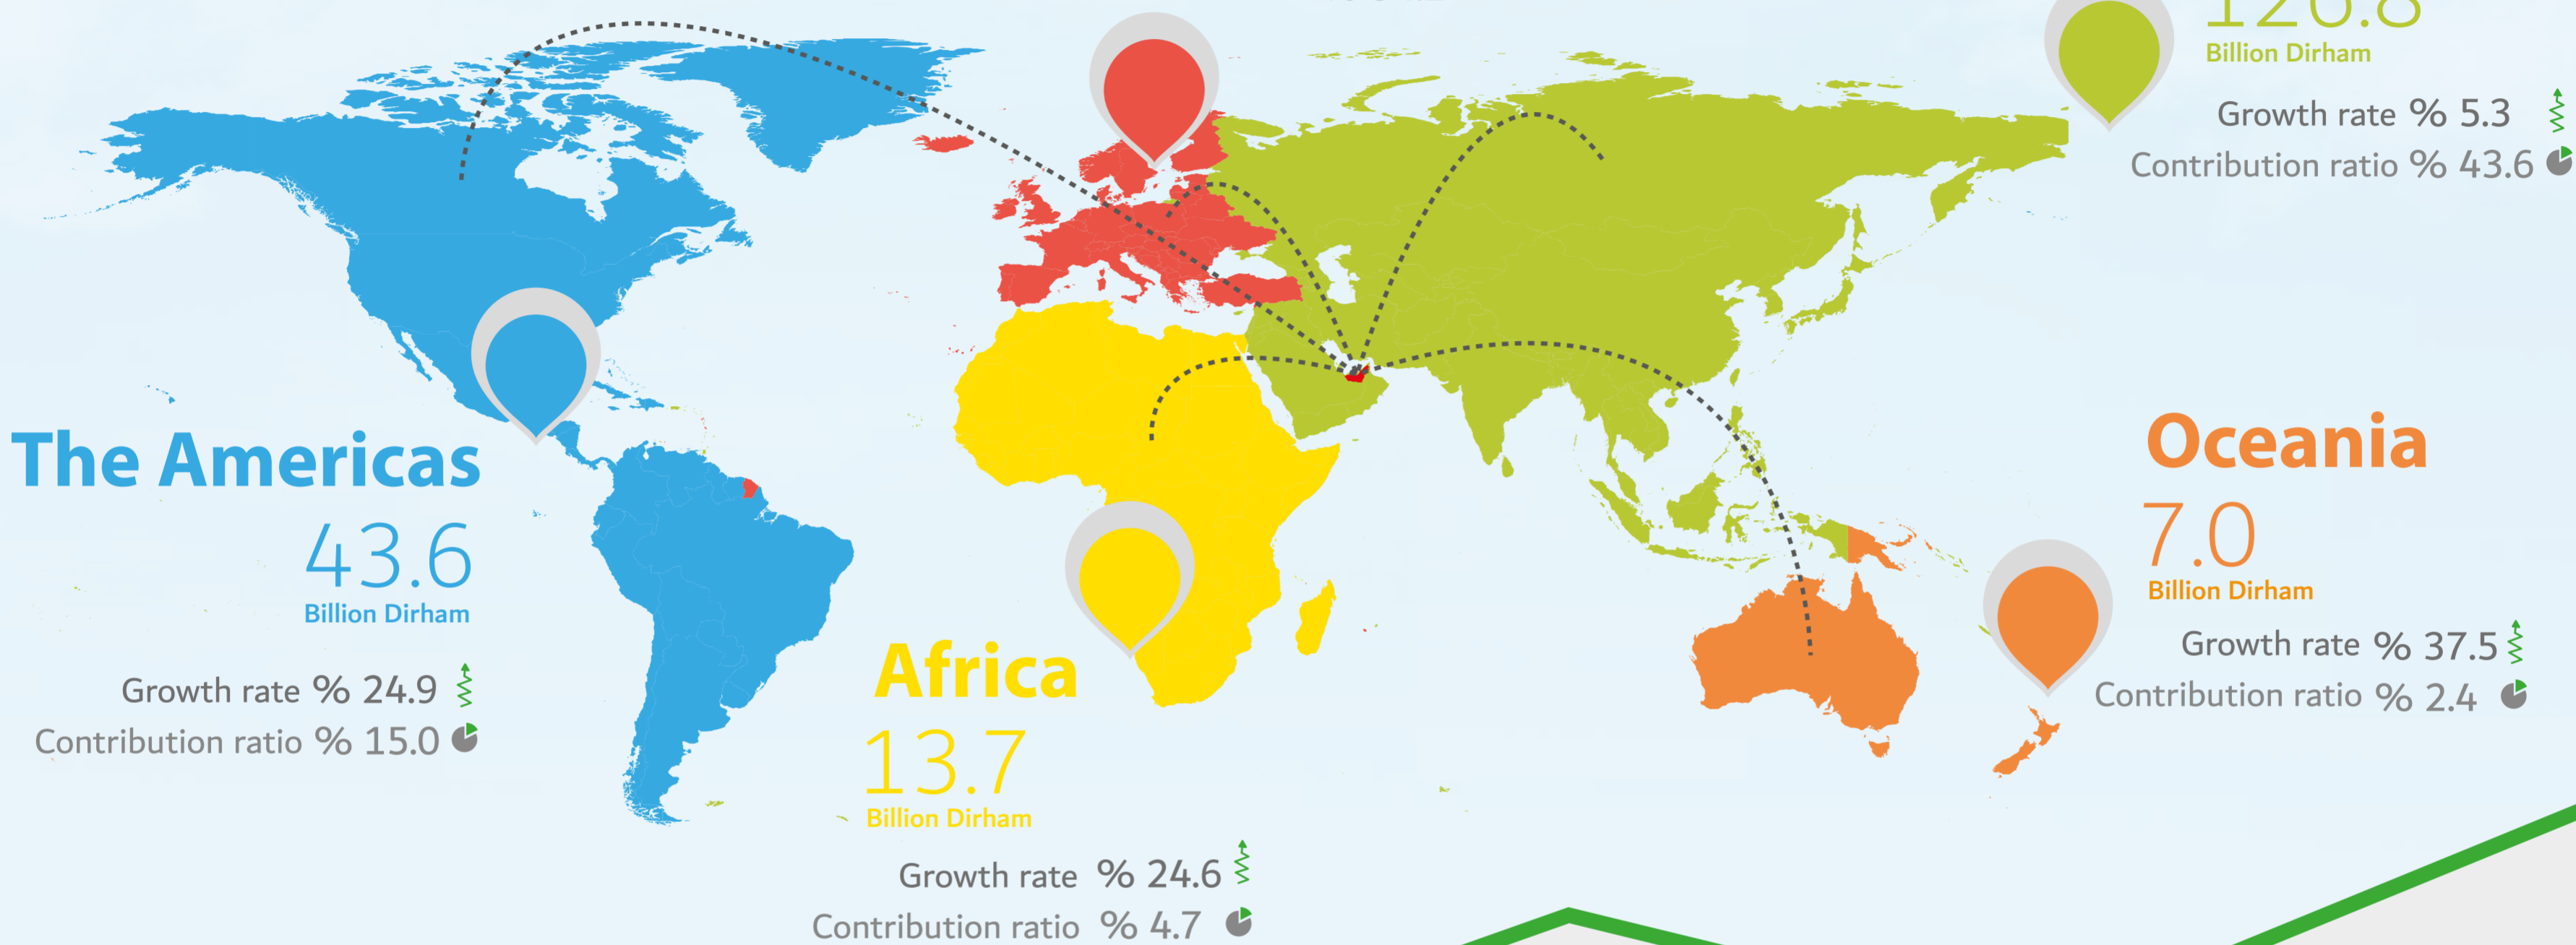 126.8
Billion Dirham
Growth rate % 5.3
Contribution ratio % 43.6
The Americas
43.6
Billion Dirham
Growth rate % 24.9
Contribution ratio % 15.0
Africa
13.7
Billion Dirham
Growth rate % 24.6
Contribution ratio % 4.7
Oceania
7.0
Billion Dirham
Growth rate % 37.5
Contribution ratio % 2.4